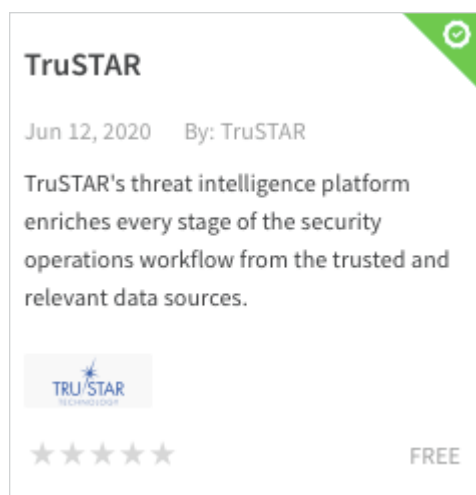 TruSTAR
Jun 12, 2020 By: TruSTAR
TruSTAR's threat intelligence platform
enriches every stage of the security
operations workflow from the trusted and
relevant data sources.
TRUSTAR
TECHNOLOGY
FREE